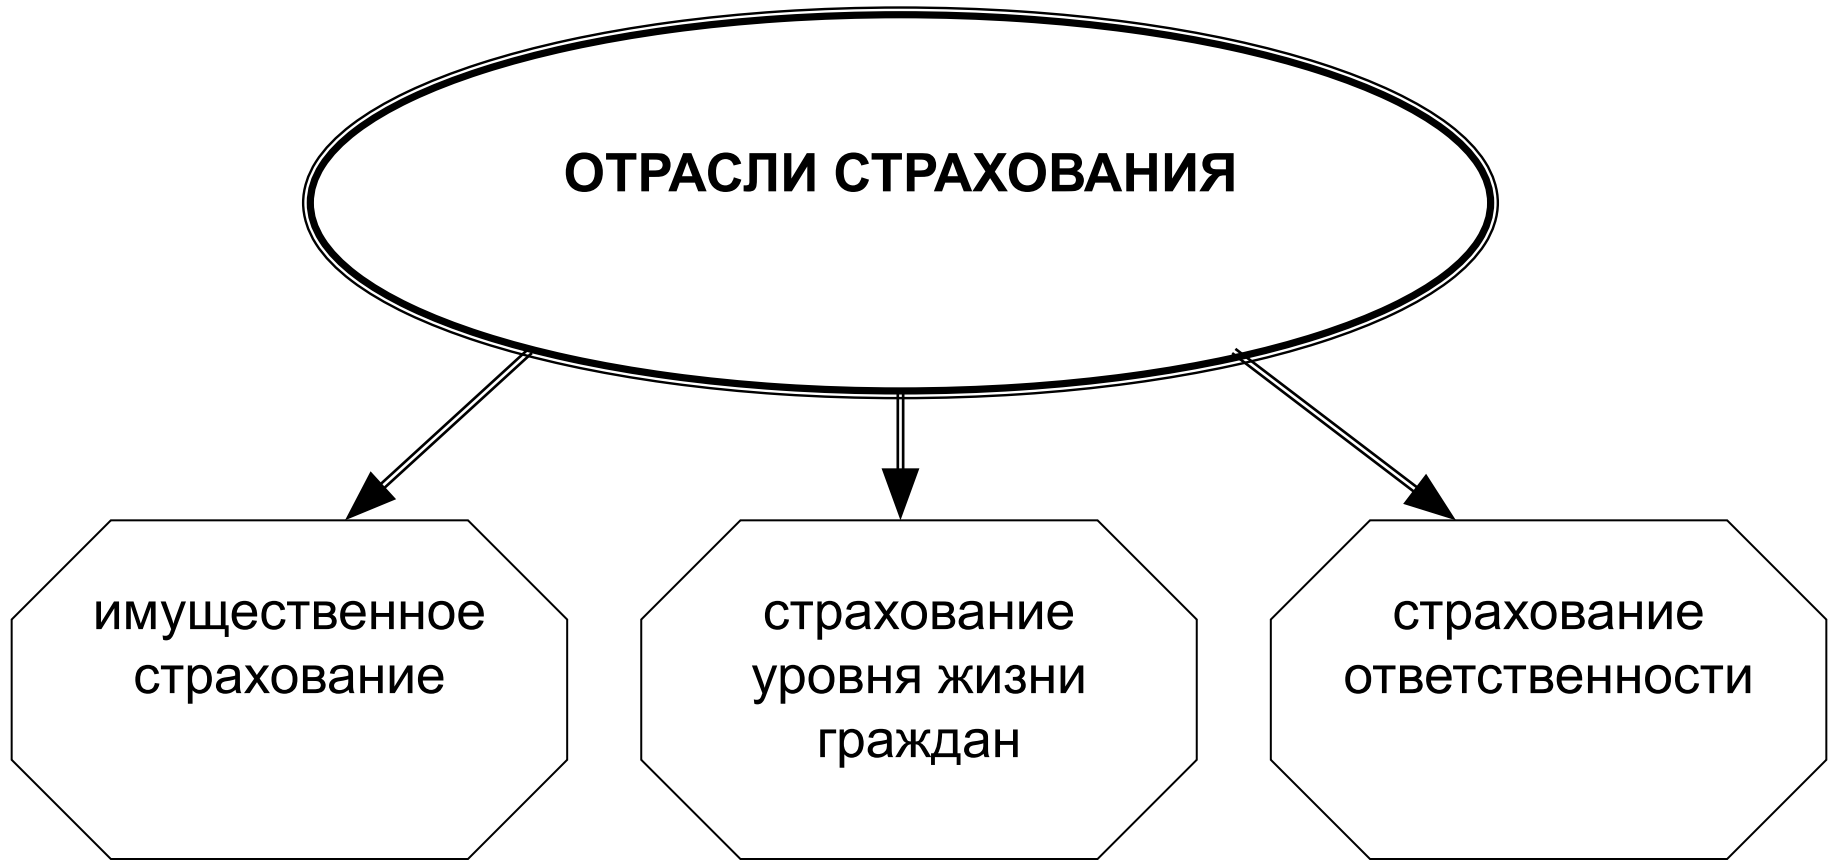 ОТРАСЛИ СТРАХОВАНИЯ
имущественное
страхование
страхование
уровня жизни
граждан
страхование
ответственности